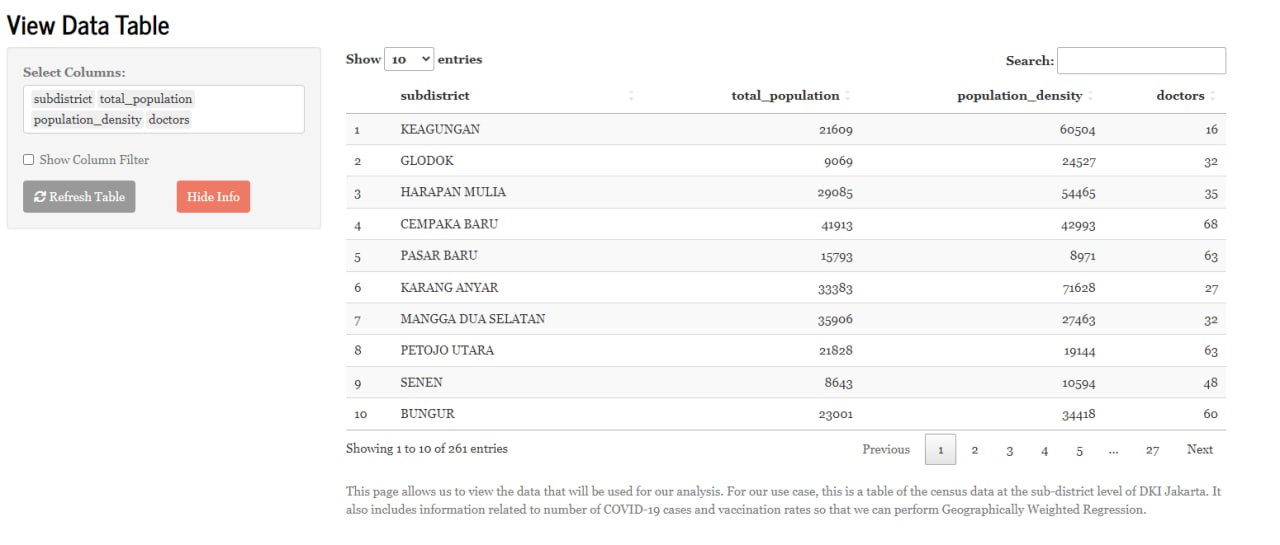 View Data Table
Select Columns:
subdistrict total_population
population_density doctors
Show Column Filter
Refresh Table Hide Info
Show 10 entries Search:
subdistrict total_population population_density doctors
1 KEAGUNGAN 21609 60504 16
2 GLODOK 9069 24527 32
3 HARAPAN MULIA 29085 54465 35
4 CEMPAKA BARU 41913 42993 68
5 PASAR BARU 15793 8971 63
6 KARANG ANYAR 33383 71628 27
7 MANGGA DUA SELATAN 35906 27463 32
8 PETOJO UTARA 21828 19144 63
9 SENEN 8643 10594 48
10 BUNGUR 23001 34418 60
Showing 1 to 10 of 261 entries Previous 1 2 3 4 5 ... 27 Next
This page allows us to view the data that will be used for our analysis. For our use case, this is a table of the census data at the sub-district level of DKI Jakarta. It
also includes information related to number of COVID-19 cases and vaccination rates so that we can perform Geographically Weighted Regression.